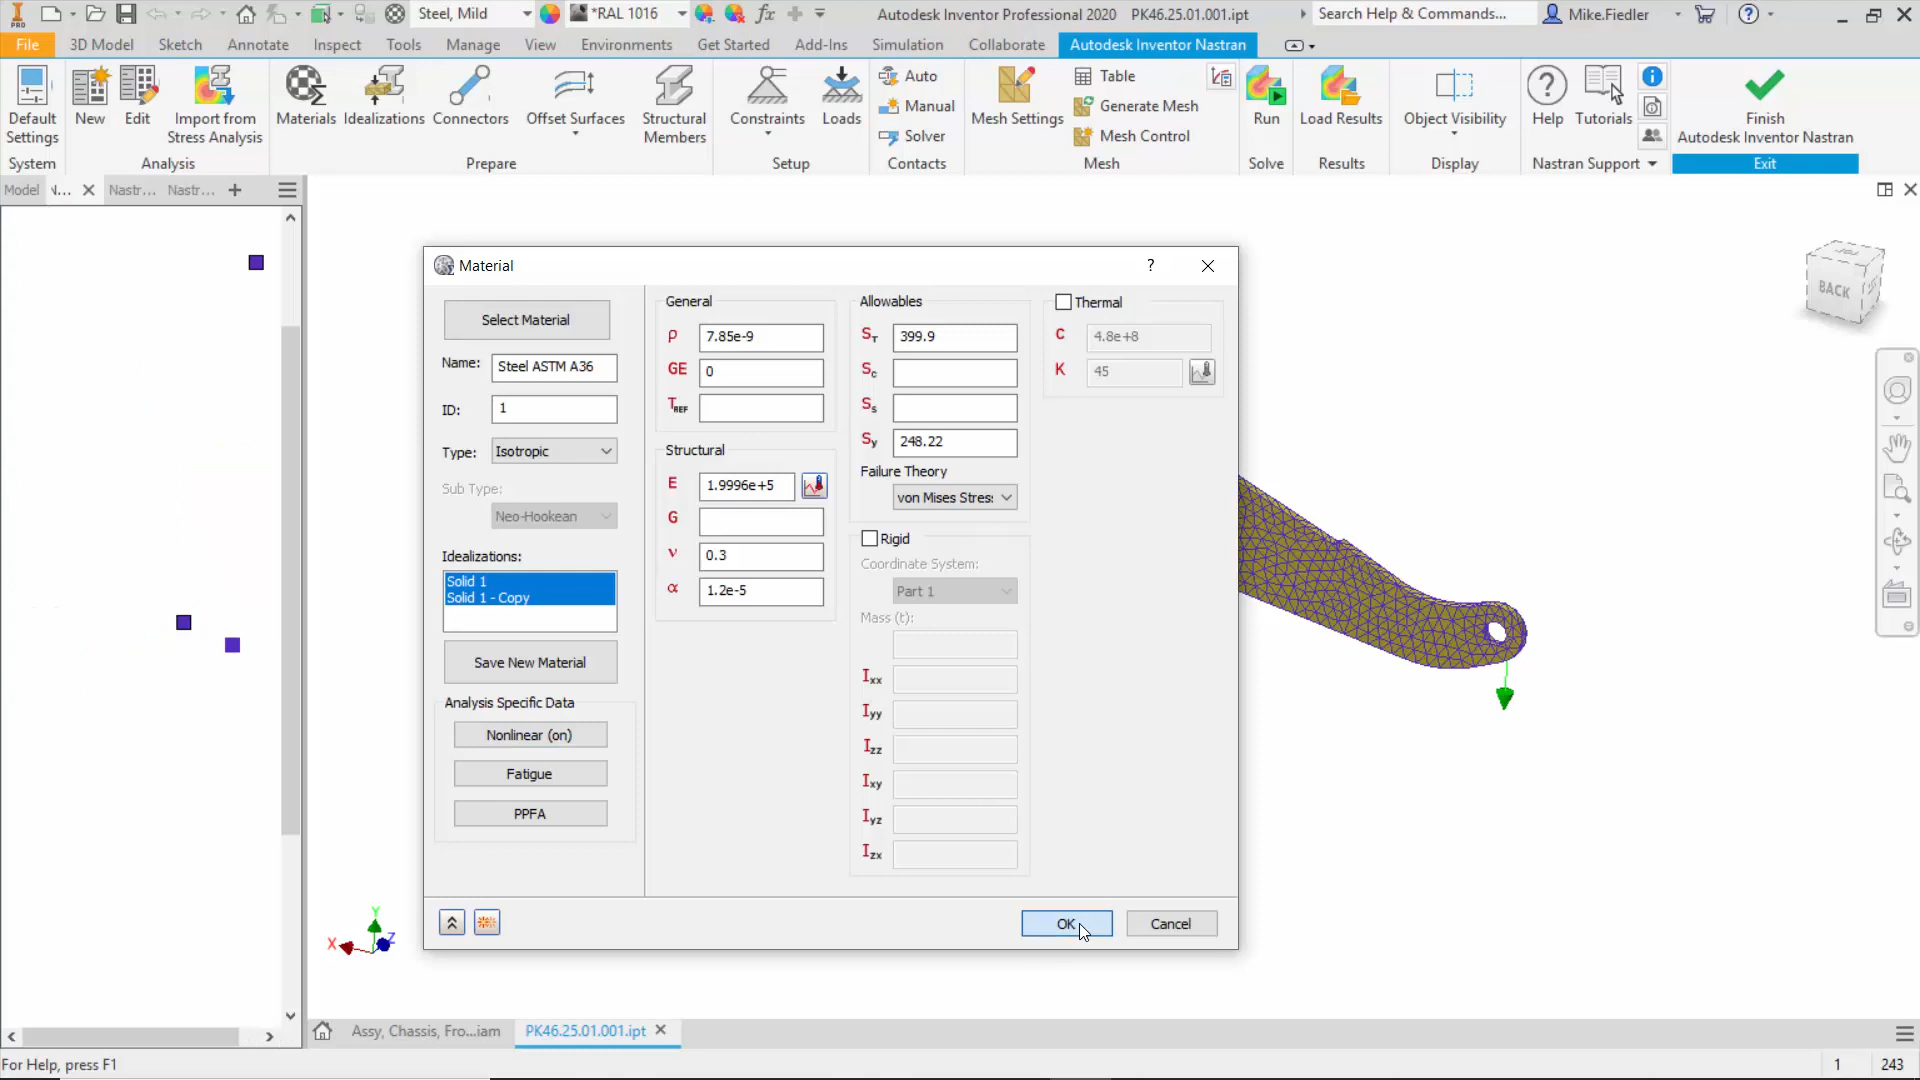 Steel, Mild
*RAL 1016
fx
Autodesk Inventor Professional 2020 PK46.25.01.001.ipt
Search Help & Commands...
Mike.Fiedler
PRO
File
3D Model
Sketch
Annotate
Inspect
Tools
Manage
View
Environments
Get Started
Add-Ins
Simulation
Collaborate
Autodesk Inventor Nastran
Default
Settings
New
Edit
Import from
Stress Analysis
Materials
Idealizations
Connectors
Offset Surfaces
Structural
Members
Constraints
Loads
Auto
Manual
Solver
Mesh Settings
Table
Generate Mesh
Mesh Control
Run
Load Results
Object Visibility
Help
Tutorials
Finish
Autodesk Inventor Nastran
System
Analysis
Prepare
Setup
Contacts
Mesh
Solve
Results
Display
Nastran Support
Exit
Model
Nastr...
Nastr...
BACK
Material
?
Select Material
Name: Steel ASTM A36
ID: 1
Type: Isotropic
Sub Type:
Neo-Hookean
Idealizations:
Solid 1
Solid 1 - Copy
Save New Material
Analysis Specific Data
Nonlinear (on)
Fatigue
PPFA
General
ρ 7.85e-9
GE 0
TREF
Structural
E 1.9996e+5
G
ν 0.3
α 1.2e-5
Allowables
ST 399.9
Sc
Ss
Sy 248.22
Failure Theory
von Mises Stres
Rigid
Coordinate System:
Part 1
Mass (t):
Ixx
Iyy
Izz
Ixy
Iyz
Izx
Thermal
C 4.8e+8
K 45
OK
Cancel
X
Y
Z
Assy, Chassis, Fro...iam
PK46.25.01.001.ipt
For Help, press F1
1
243